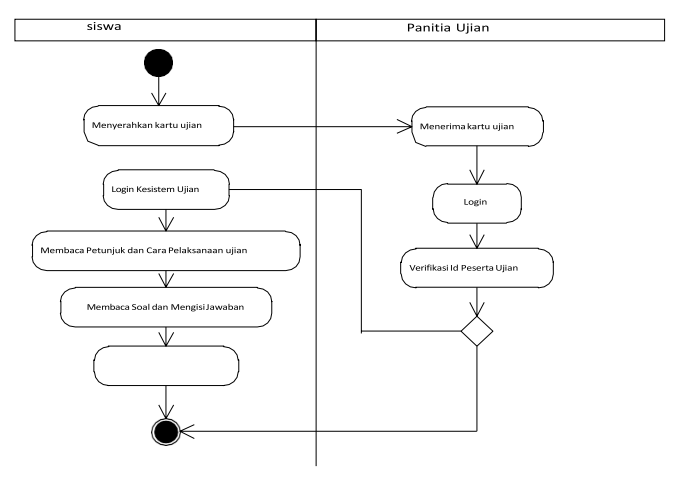 siswa
Panitia Ujian
Menyerahkan kartu ujian
Menerima kartu ujian
Login Kesistem Ujian
Login
Membaca Petunjuk dan Cara Pelaksanaan ujian
Verifikasi Id Peserta Ujian
Membaca Soal dan Mengisi Jawaban